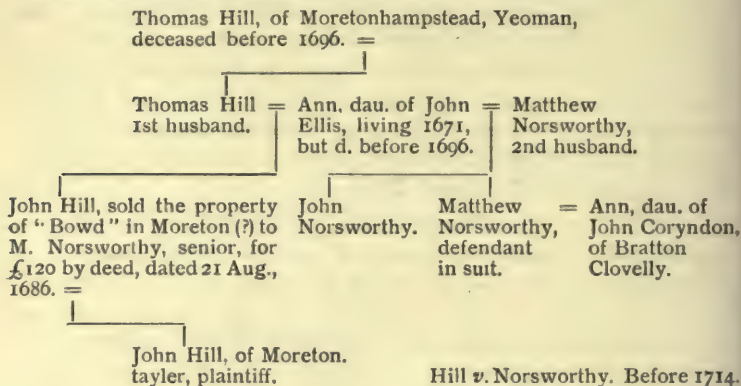 Thomas Hill, of Moretonhampstead, Yeoman,
deceased before 1696. =
Thomas Hill = Ann, dau. of John = Matthew
1st husband. Ellis, living 1671, Norsworthy,
but d. before 1696. 2nd husband.
John Hill, sold the property John Matthew = Ann, dau. of
of "Bowd" in Moreton (?) to Norsworthy. Norsworthy, John Coryndon,
M. Norsworthy, senior, for defendant of Bratton
£120 by deed, dated 21 Aug., in suit. Clovelly.
1686. =
John Hill, of Moreton.
tayler, plaintiff. Hill v. Norsworthy. Before 1714.